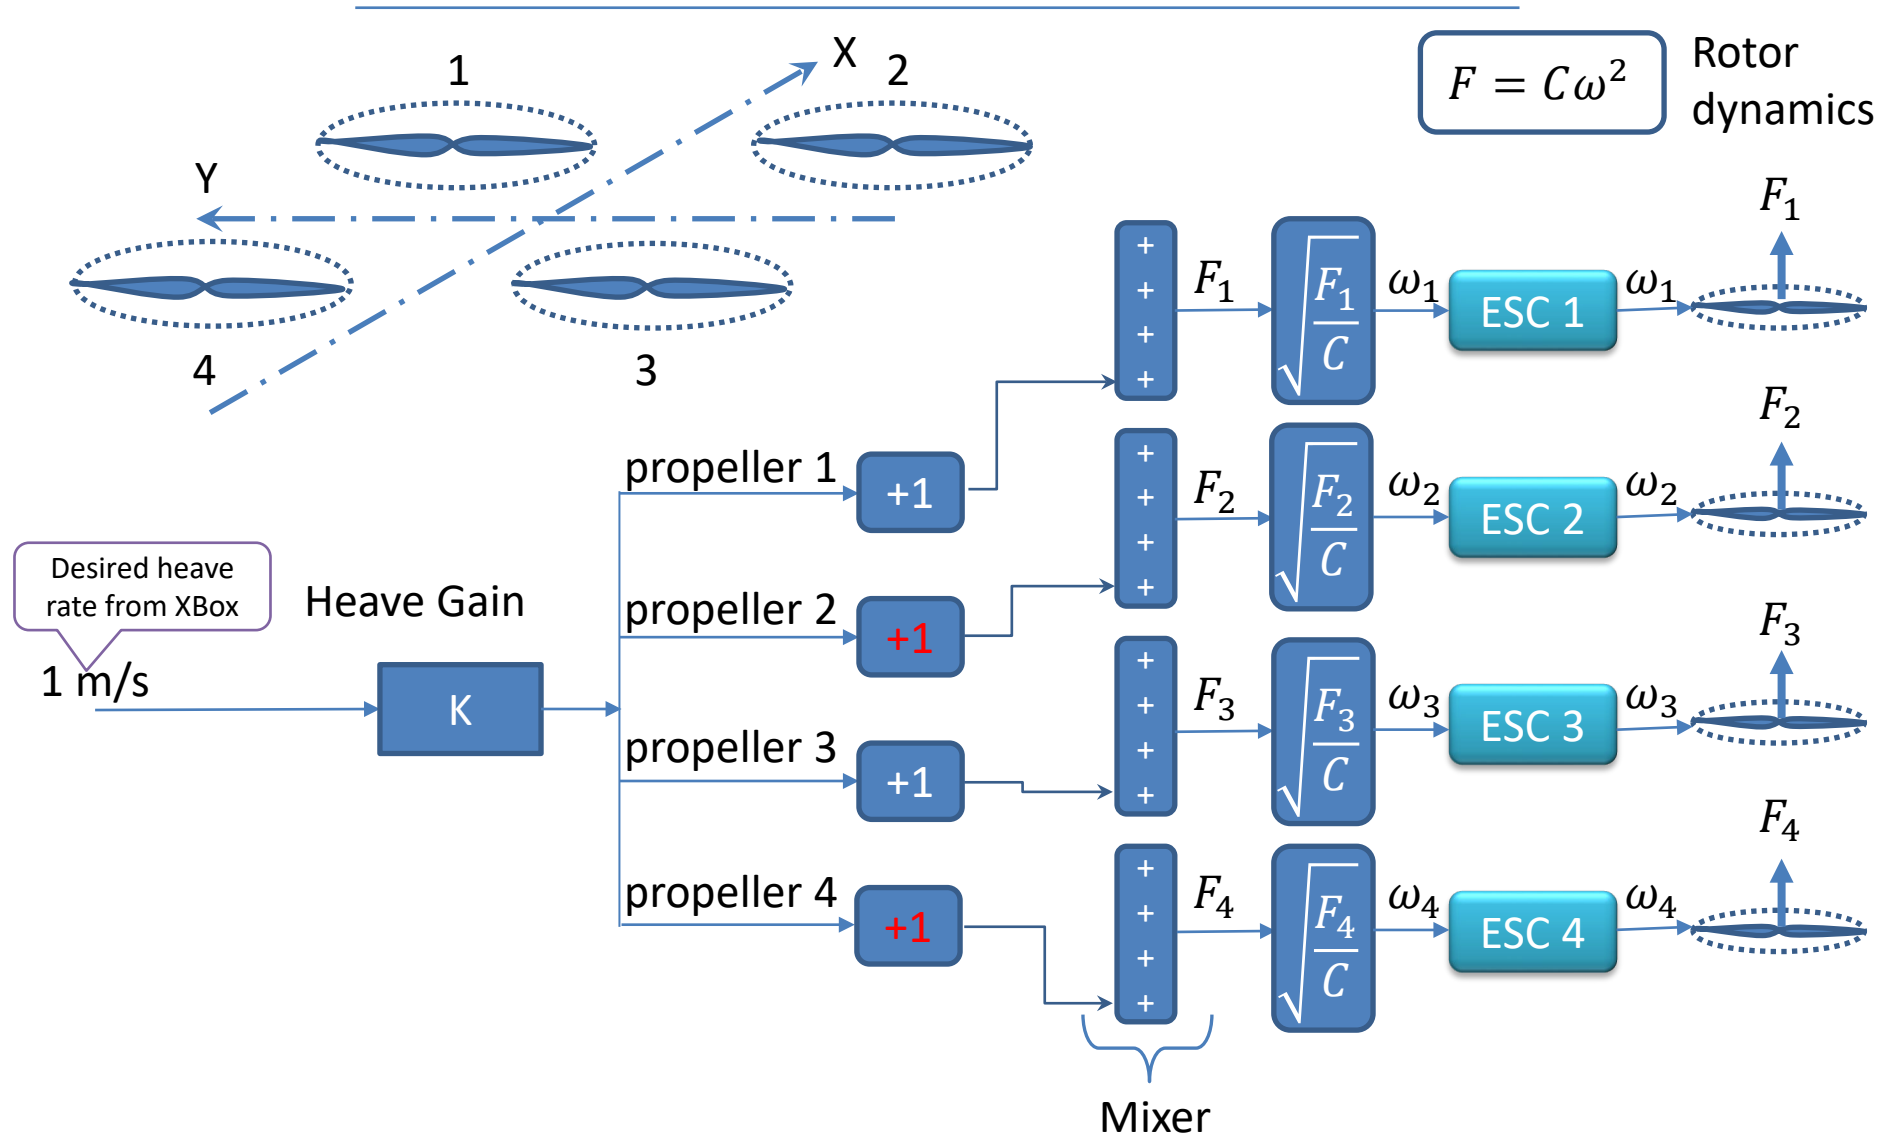 1
X
2
F = Cω²
Rotor
dynamics
Y
4
3
F₁
F₂
F₃
F₄
+
+
+
+
F₁
√F₁/C
ω₁
ESC 1
ω₁
propeller 1
+1
+
+
+
+
F₂
√F₂/C
ω₂
ESC 2
ω₂
Desired heave
rate from XBox
1 m/s
Heave Gain
K
propeller 2
+1
+
+
+
+
F₃
√F₃/C
ω₃
ESC 3
ω₃
propeller 3
+1
+
+
+
+
F₄
√F₄/C
ω₄
ESC 4
ω₄
propeller 4
+1
Mixer